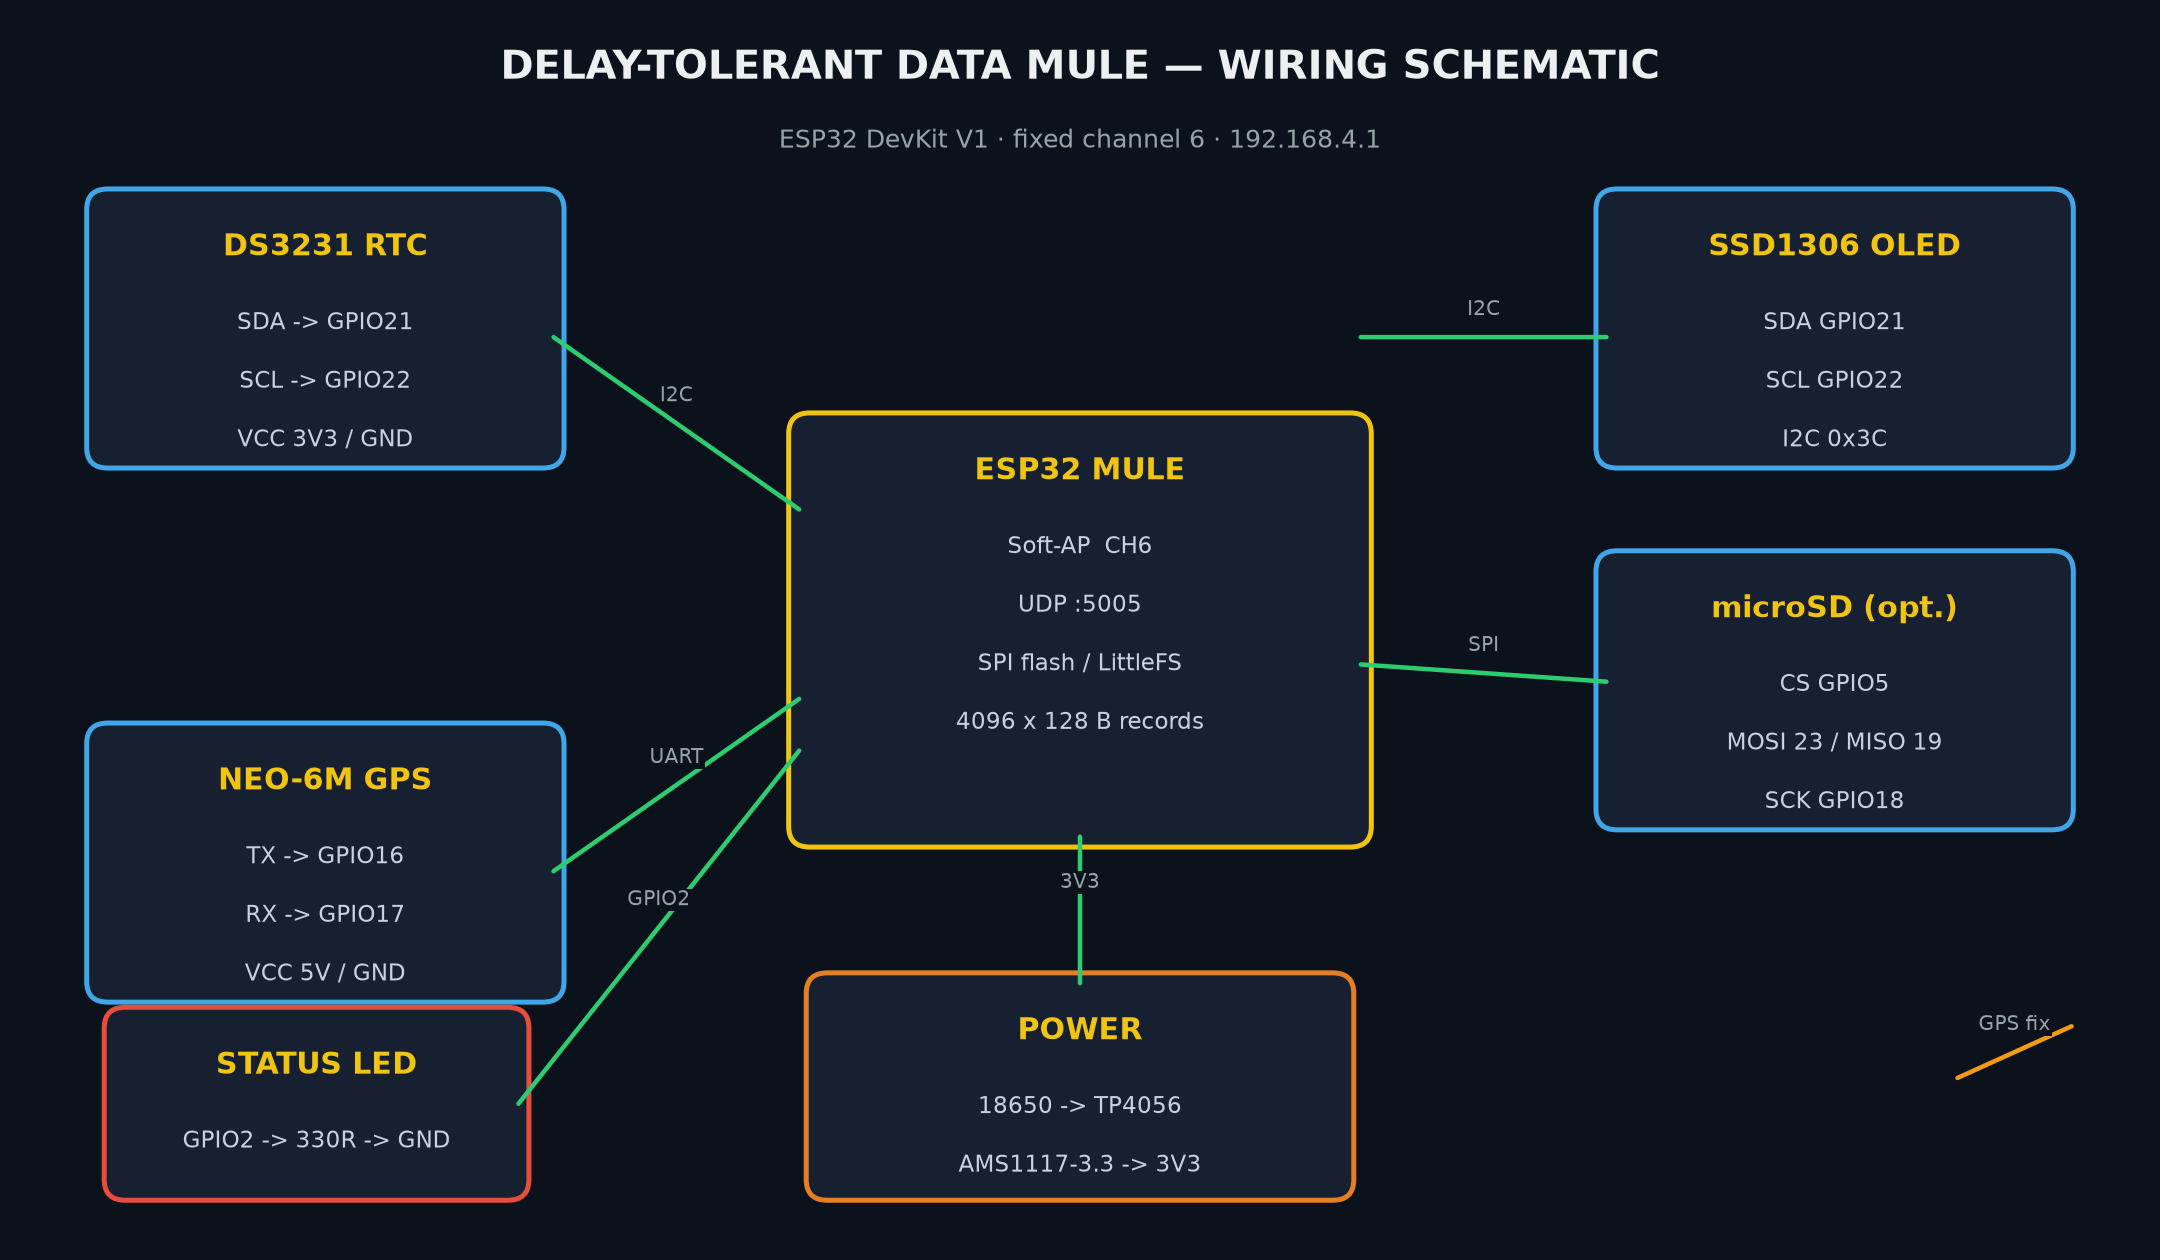 DELAY-TOLERANT DATA MULE — WIRING SCHEMATIC
ESP32 DevKit V1 · fixed channel 6 · 192.168.4.1
DS3231 RTC
SDA -> GPIO21
SCL -> GPIO22
VCC 3V3 / GND
I2C
I2C
SSD1306 OLED
SDA GPIO21
SCL GPIO22
I2C 0x3C
ESP32 MULE
Soft-AP  CH6
UDP :5005
SPI flash / LittleFS
4096 x 128 B records
SPI
microSD (opt.)
CS GPIO5
MOSI 23 / MISO 19
SCK GPIO18
NEO-6M GPS
TX -> GPIO16
RX -> GPIO17
VCC 5V / GND
UART
GPIO2
3V3
STATUS LED
GPIO2 -> 330R -> GND
POWER
18650 -> TP4056
AMS1117-3.3 -> 3V3
GPS fix